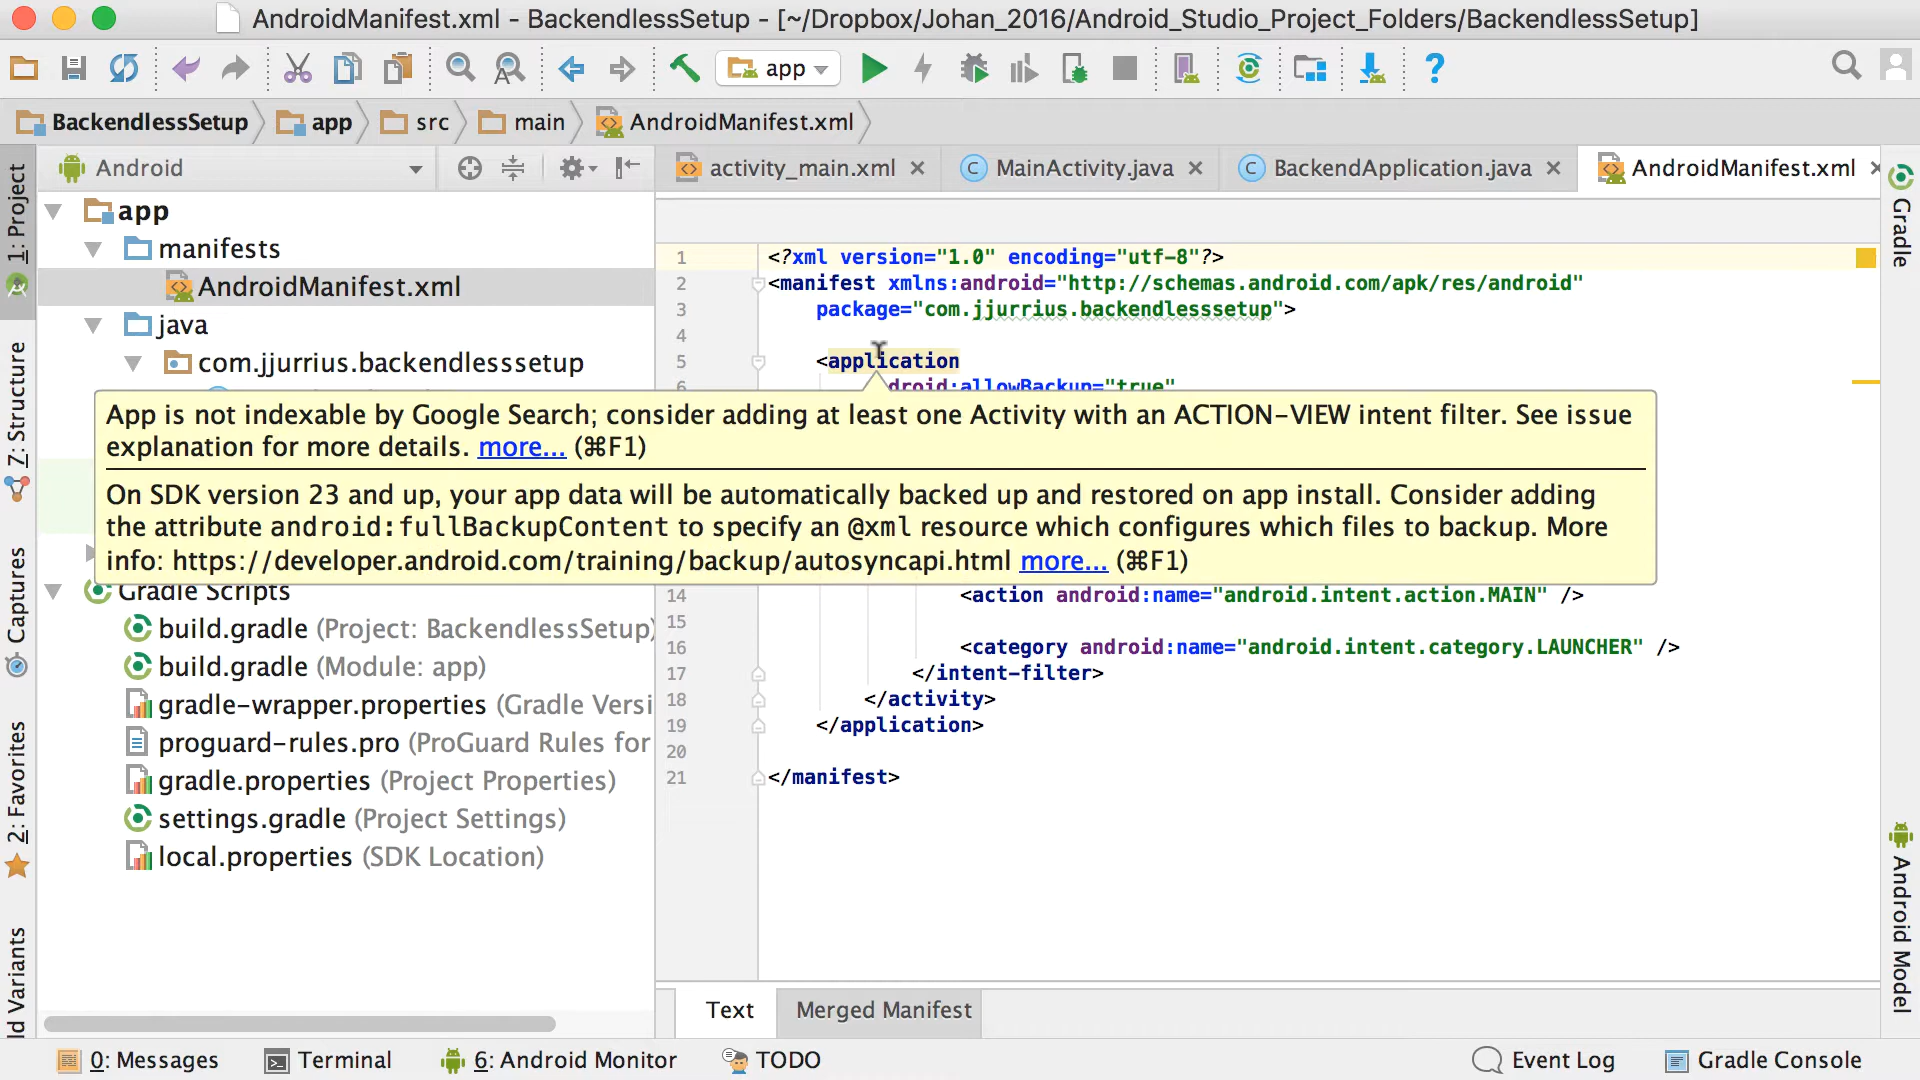 AndroidManifest.xml - BackendlessSetup - [~/Dropbox/Johan_2016/Android_Studio_Project_Folders/BackendlessSetup]
app
BackendlessSetup app src main AndroidManifest.xml
Android
activity_main.xml MainActivity.java BackendApplication.java AndroidManifest.xml
1: Project
Z: Structure
Captures
2: Favorites
ld Variants
app
manifests
AndroidManifest.xml
java
com.jjurrius.backendlesssetup
Gradle Scripts
build.gradle (Project: BackendlessSetup)
build.gradle (Module: app)
gradle-wrapper.properties (Gradle Versi
proguard-rules.pro (ProGuard Rules for
gradle.properties (Project Properties)
settings.gradle (Project Settings)
local.properties (SDK Location)
1 <?xml version="1.0" encoding="utf-8"?>
2 <manifest xmlns:android="http://schemas.android.com/apk/res/android"
3 package="com.jjurrius.backendlesssetup">
4
5 <application
6 droid:allowBackup="true"
App is not indexable by Google Search; consider adding at least one Activity with an ACTION-VIEW intent filter. See issue
explanation for more details. more... (⌘F1)
On SDK version 23 and up, your app data will be automatically backed up and restored on app install. Consider adding
the attribute android:fullBackupContent to specify an @xml resource which configures which files to backup. More
info: https://developer.android.com/training/backup/autosyncapi.html more... (⌘F1)
14 <action android:name="android.intent.action.MAIN" />
15
16 <category android:name="android.intent.category.LAUNCHER" />
17 </intent-filter>
18 </activity>
19 </application>
20
21 </manifest>
Text Merged Manifest
Gradle
Android Model
0: Messages Terminal 6: Android Monitor TODO Event Log Gradle Console